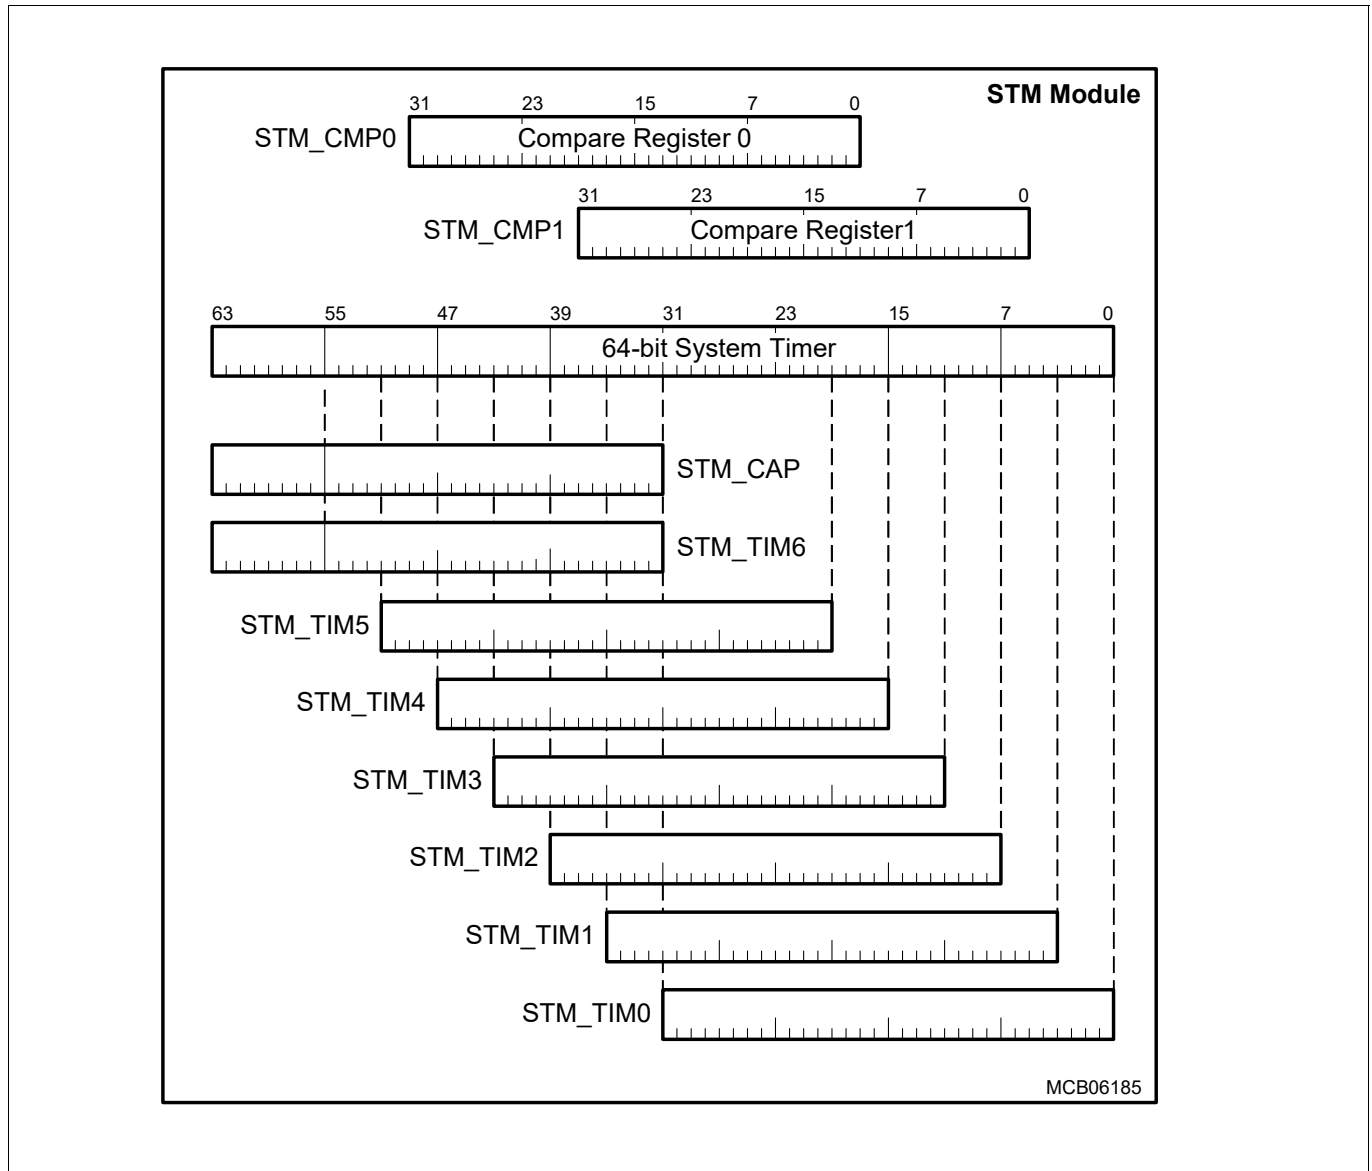 STM Module
31 23 15 7 0
STM_CMP0 Compare Register 0
31 23 15 7 0
STM_CMP1 Compare Register1
63 55 47 39 31 23 15 7 0
64-bit System Timer
STM_CAP
STM_TIM6
STM_TIM5
STM_TIM4
STM_TIM3
STM_TIM2
STM_TIM1
STM_TIM0
MCB06185